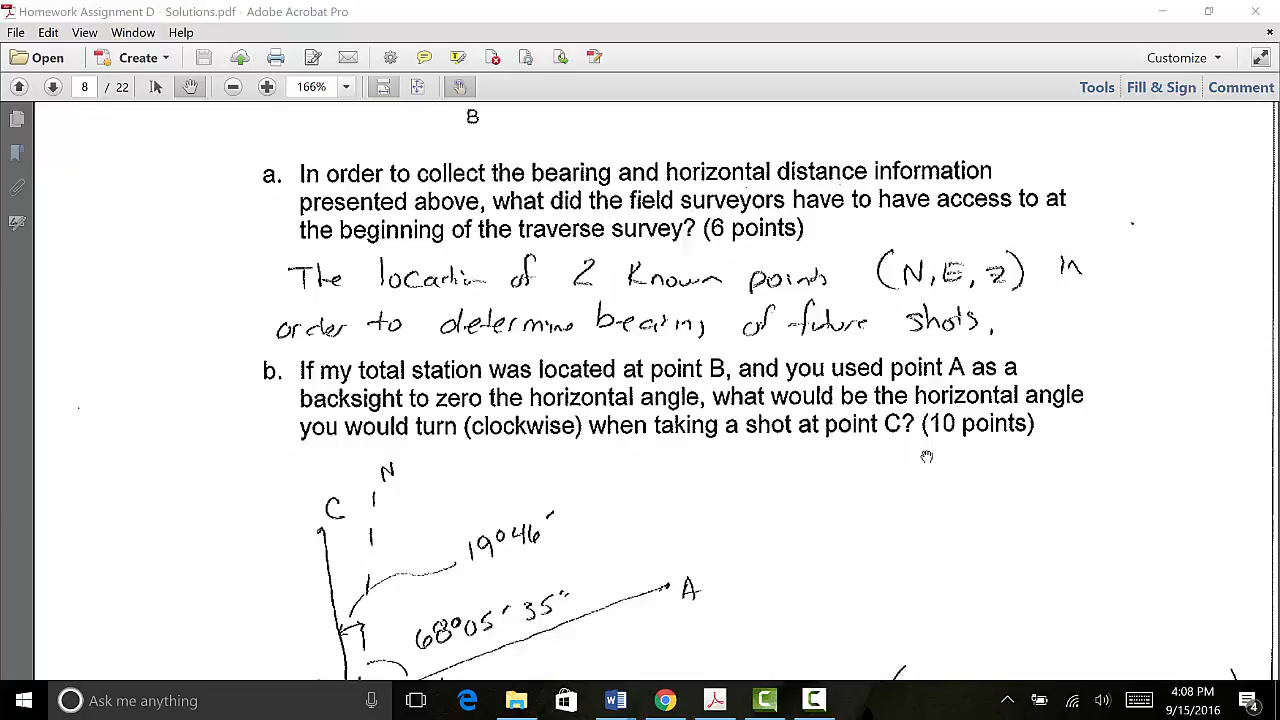 Homework Assignment D - Solutions.pdf - Adobe Acrobat Pro
File Edit View Window Help
Open Create Customize
8 / 22 166% Tools Fill & Sign Comment
B
a. In order to collect the bearing and horizontal distance information
presented above, what did the field surveyors have to have access to at
the beginning of the traverse survey? (6 points)
The location of 2 known points (N, E, z) in
order to determine bearing of future shots.
b. If my total station was located at point B, and you used point A as a
backsight to zero the horizontal angle, what would be the horizontal angle
you would turn (clockwise) when taking a shot at point C? (10 points)
N
C
19°46'
A
68°05'35"
Ask me anything
4:08 PM
9/15/2016
4